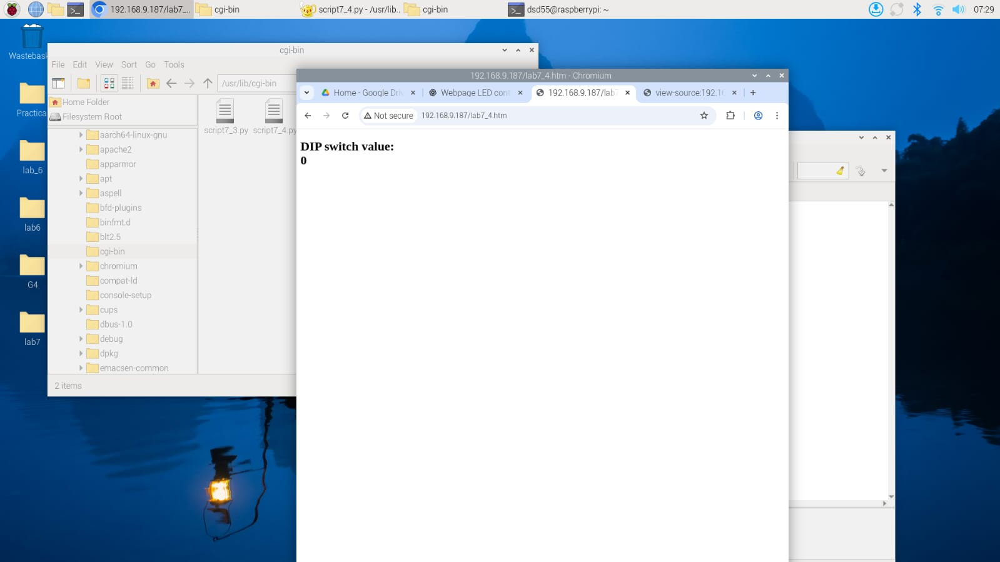 192.168.9.187/lab7_...
cgi-bin
script7_4.py - /usr/lib..
cgi-bin
dsd55@raspberrypi: ~
07:29
Wastebask
Practica
lab_6
lab6
G4
lab7
cgi-bin
File Edit View Sort Go Tools
/usr/lib/cgi-bin
Home Folder
Filesystem Root
aarch64-linux-gnu
apache2
apparmor
apt
aspell
bfd-plugins
binfmt.d
blt2.5
cgi-bin
chromium
compat-ld
console-setup
cups
dbus-1.0
debug
dpkg
emacsen-common
script7_3.py script7_4.py
2 items
192.168.9.187/lab7_4.htm - Chromium
Home - Google Driv
Webpage LED cont
192.168.9.187/lab7
view-source:192.16
Not secure 192.168.9.187/lab7_4.htm
DIP switch value:
0